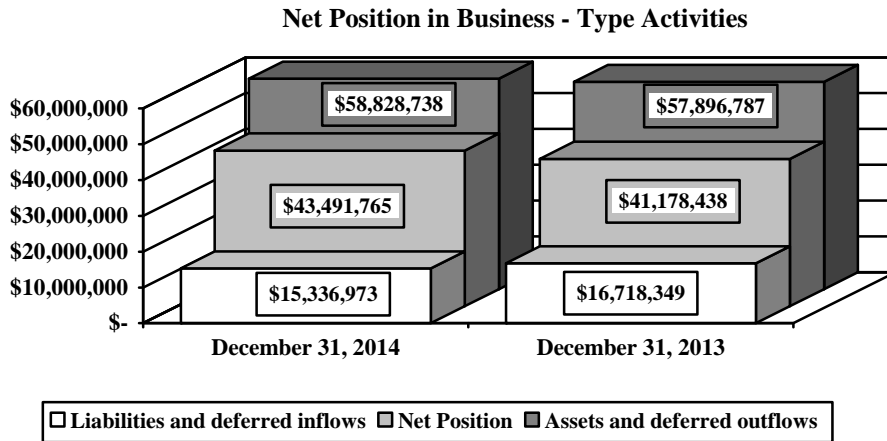 Net Position in Business - Type Activities
$60,000,000
$50,000,000
$40,000,000
$30,000,000
$20,000,000
$10,000,000
$-
$58,828,738
$57,896,787
$43,491,765
$41,178,438
$15,336,973
$16,718,349
December 31, 2014
December 31, 2013
Liabilities and deferred inflows
Net Position
Assets and deferred outflows